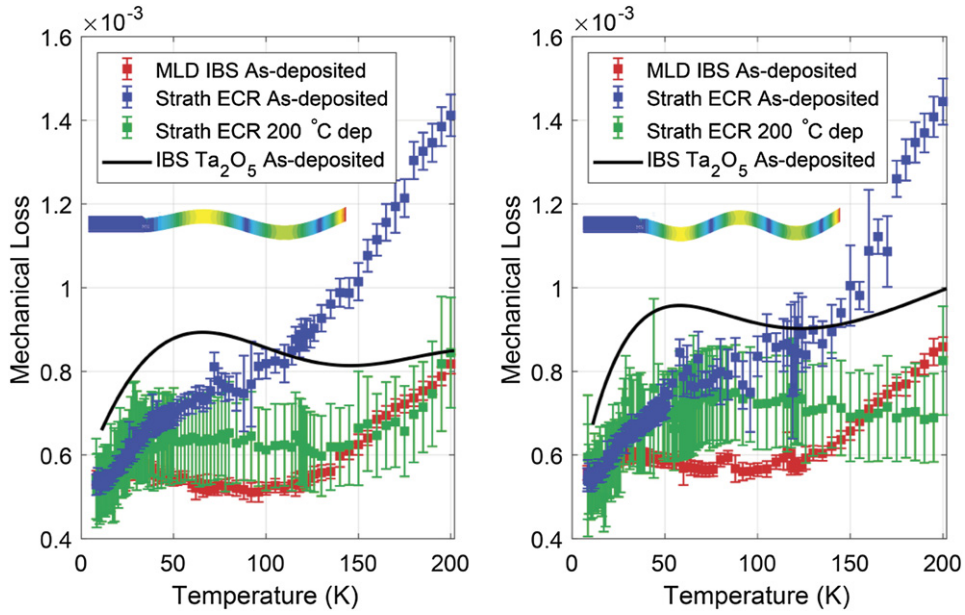 ×10⁻³
1.6
1.4
1.2
1
0.8
0.6
0.4
Mechanical Loss
MLD IBS As-deposited
Strath ECR As-deposited
Strath ECR 200 °C dep
IBS Ta₂O₅ As-deposited
0
50
100
150
200
Temperature (K)
×10⁻³
1.6
1.4
1.2
1
0.8
0.6
0.4
Mechanical Loss
MLD IBS As-deposited
Strath ECR As-deposited
Strath ECR 200 °C dep
IBS Ta₂O₅ As-deposited
0
50
100
150
200
Temperature (K)